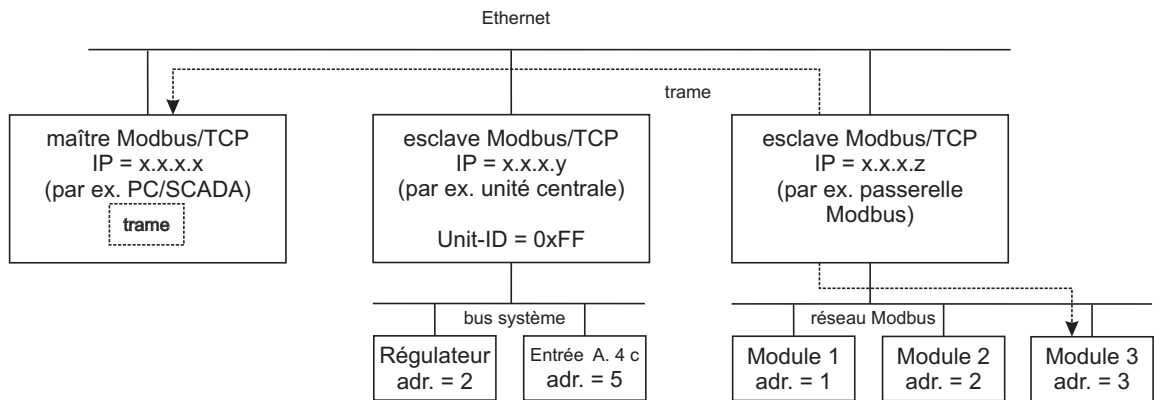 Ethernet
trame
maître Modbus/TCP
IP = x.x.x.x
(par ex. PC/SCADA)
trame
esclave Modbus/TCP
IP = x.x.x.y
(par ex. unité centrale)
Unit-ID = 0xFF
esclave Modbus/TCP
IP = x.x.x.z
(par ex. passerelle
Modbus)
bus système
réseau Modbus
Régulateur
adr. = 2
Entrée A. 4 c
adr. = 5
Module 1
adr. = 1
Module 2
adr. = 2
Module 3
adr. = 3